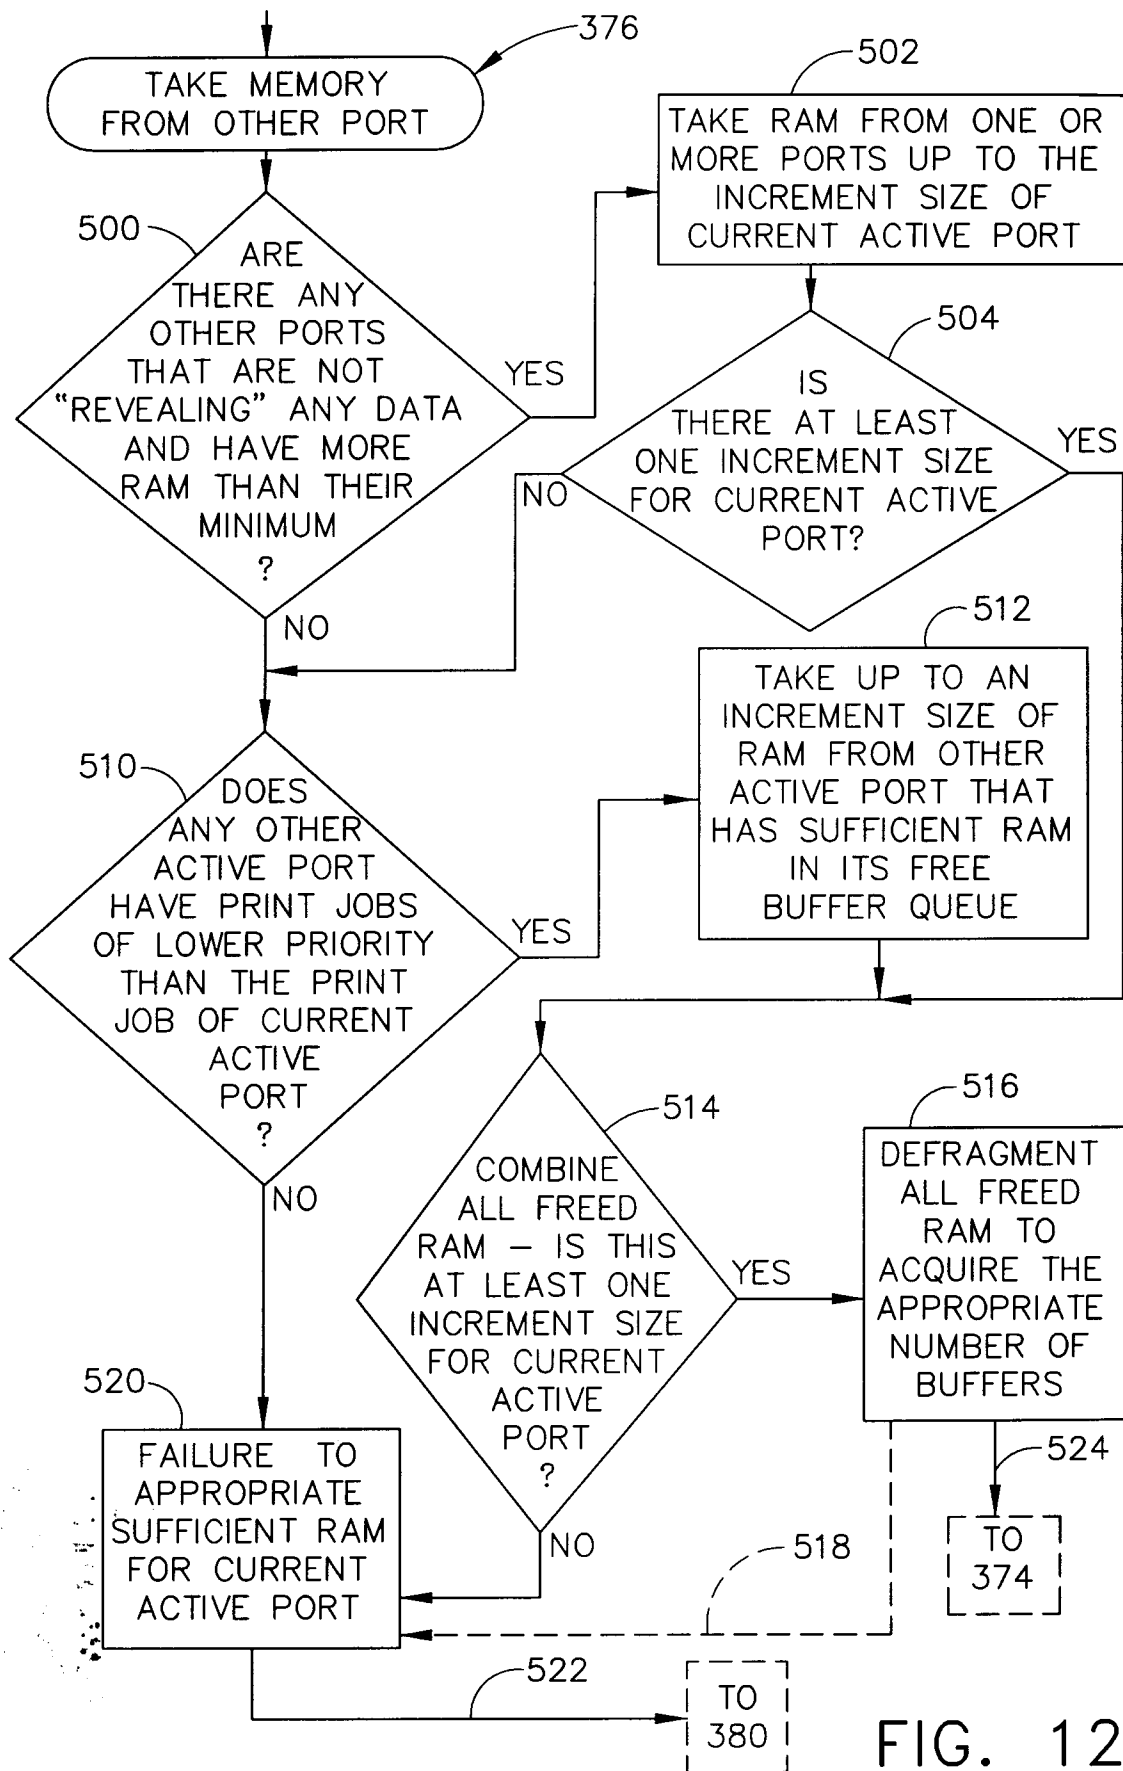 376
TAKE MEMORY
FROM OTHER PORT
502
TAKE RAM FROM ONE OR
MORE PORTS UP TO THE
INCREMENT SIZE OF
CURRENT ACTIVE PORT
500
ARE
THERE ANY
OTHER PORTS
THAT ARE NOT
"REVEALING" ANY DATA
AND HAVE MORE
RAM THAN THEIR
MINIMUM
?
YES
NO
504
IS
THERE AT LEAST
ONE INCREMENT SIZE
FOR CURRENT ACTIVE
PORT?
YES
NO
512
TAKE UP TO AN
INCREMENT SIZE OF
RAM FROM OTHER
ACTIVE PORT THAT
HAS SUFFICIENT RAM
IN ITS FREE
BUFFER QUEUE
510
DOES
ANY OTHER
ACTIVE PORT
HAVE PRINT JOBS
OF LOWER PRIORITY
THAN THE PRINT
JOB OF CURRENT
ACTIVE
PORT
?
YES
NO
514
COMBINE
ALL FREED
RAM – IS THIS
AT LEAST ONE
INCREMENT SIZE
FOR CURRENT
ACTIVE
PORT
?
YES
NO
516
DEFRAGMENT
ALL FREED
RAM TO
ACQUIRE THE
APPROPRIATE
NUMBER OF
BUFFERS
520
FAILURE TO
APPROPRIATE
SUFFICIENT RAM
FOR CURRENT
ACTIVE PORT
518
524
TO
374
522
TO
380
FIG. 12